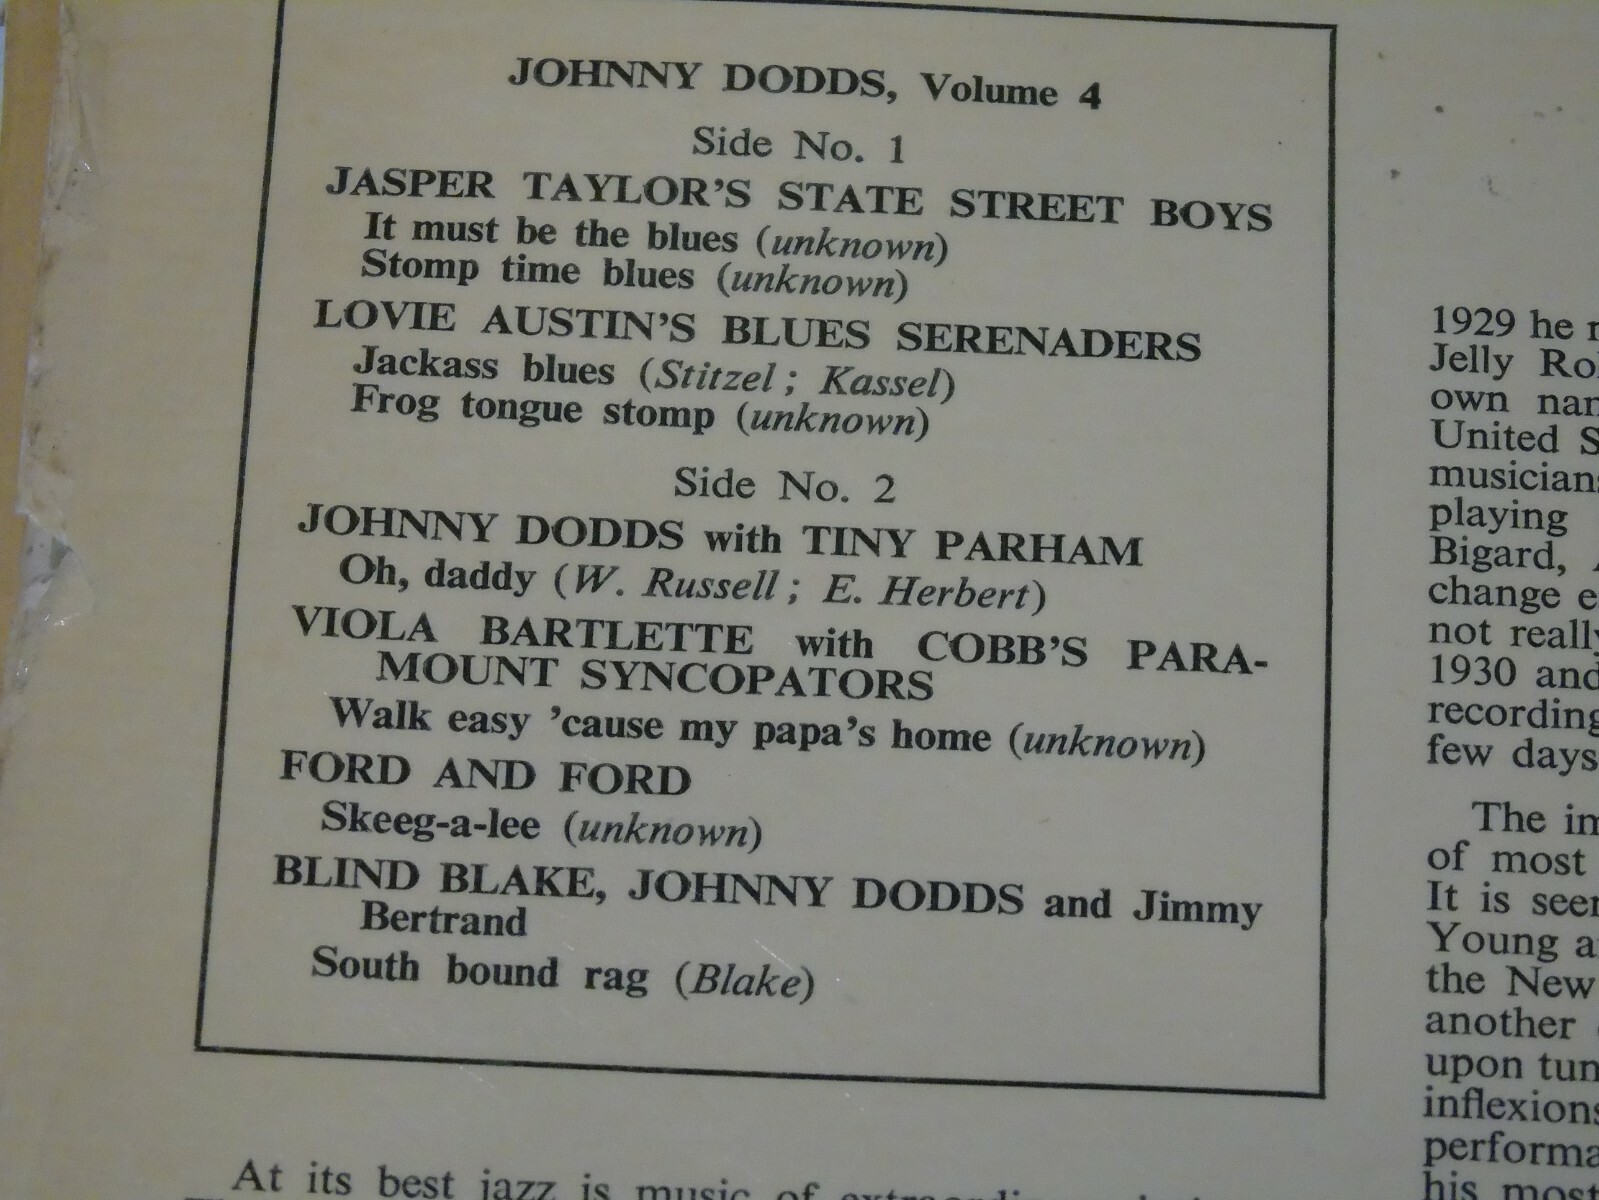 JOHNNY DODDS, Volume 4
Side No. 1
JASPER TAYLOR'S STATE STREET BOYS
It must be the blues (unknown)
Stomp time blues (unknown)
LOVIE AUSTIN'S BLUES SERENADERS
Jackass blues (Stitzel; Kassel)
Frog tongue stomp (unknown)
Side No. 2
JOHNNY DODDS with TINY PARHAM
Oh, daddy (W. Russell; E. Herbert)
VIOLA BARTLETTE with COBB'S PARA-
MOUNT SYNCOPATORS
Walk easy 'cause my papa's home (unknown)
FORD AND FORD
Skeeg-a-lee (unknown)
BLIND BLAKE, JOHNNY DODDS and Jimmy
Bertrand
South bound rag (Blake)
At its best jazz is music of
1929 he
Jelly
own
United
musicians
playing
Bigard,
change
not really
1930 and
recording
few days
The
of most
It is
Young
the New
another
upon
inflexions
his most